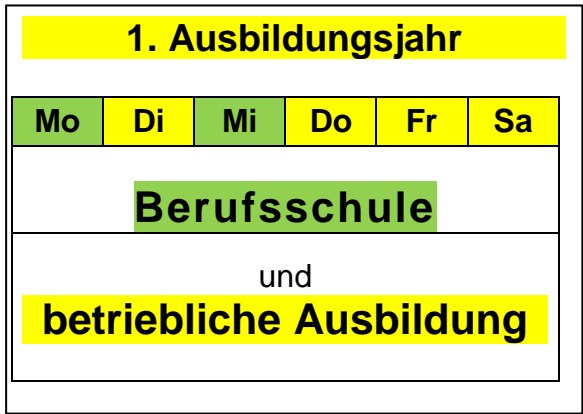 1. Ausbildungsjahr
Mo Di Mi Do Fr Sa
Berufsschule
und
betriebliche Ausbildung